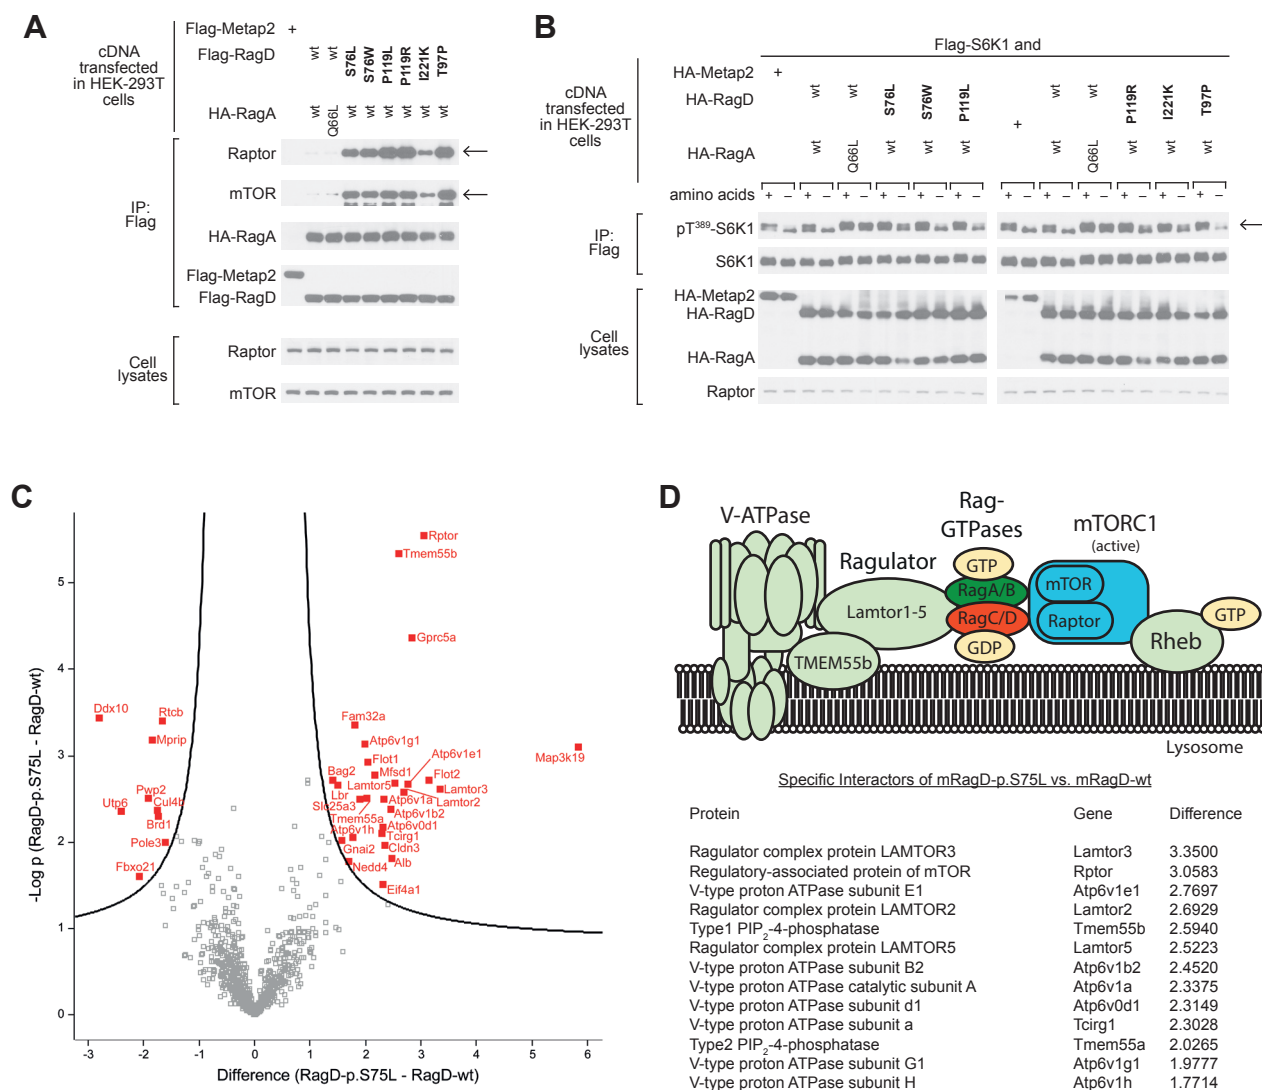 A
cDNA
transfected
in HEK-293T
cells
Flag-Metap2
+
Flag-RagD
wt
wt
S76L
S76W
P119L
P119R
I221K
T97P
HA-RagA
wt
Q66L
wt
wt
wt
wt
wt
wt
IP:
Flag
Raptor
mTOR
HA-RagA
Flag-Metap2
Flag-RagD
Cell
lysates
Raptor
mTOR
B
Flag-S6K1 and
cDNA
transfected
in HEK-293T
cells
HA-Metap2
+
+
HA-RagD
wt
wt
S76L
S76W
P119L
wt
wt
P119R
I221K
T97P
HA-RagA
wt
Q66L
wt
wt
wt
wt
Q66L
wt
wt
wt
amino acids
+ – + – + – + – + – + –
+ – + – + – + – + – + –
IP:
Flag
pT389-S6K1
S6K1
Cell
lysates
HA-Metap2
HA-RagD
HA-RagA
Raptor
C
-Log p (RagD-p.S75L - RagD-wt)
5
4
3
2
1
0
-3 -2 -1 0 1 2 3 4 5 6
Difference (RagD-p.S75L - RagD-wt)
Rptor
Tmem55b
Gprc5a
Ddx10
Rtcb
Mprip
Fam32a
Atp6v1g1
Atp6v1e1
Map3k19
Flot1
Bag2
Mfsd1
Flot2
Lbr
Lamtor5
Lamtor3
Pwp2
Cul4b
Utp6
Brd1
Slc25a3
Atp6v1a
Lamtor2
Tmem55a
Atp6v1b2
Atp6v1h
Atp6v0d1
Tcirg1
Pole3
Gnai2
Cldn3
Nedd4
Alb
Fbxo21
Eif4a1
D
V-ATPase
Ragulator
Rag-
GTPases
mTORC1
(active)
GTP
RagA/B
RagC/D
GDP
mTOR
Raptor
Lamtor1-5
TMEM55b
Rheb
GTP
Lysosome
Specific Interactors of mRagD-p.S75L vs. mRagD-wt
Protein Gene Difference
Ragulator complex protein LAMTOR3 Lamtor3 3.3500
Regulatory-associated protein of mTOR Rptor 3.0583
V-type proton ATPase subunit E1 Atp6v1e1 2.7697
Ragulator complex protein LAMTOR2 Lamtor2 2.6929
Type1 PIP2-4-phosphatase Tmem55b 2.5940
Ragulator complex protein LAMTOR5 Lamtor5 2.5223
V-type proton ATPase subunit B2 Atp6v1b2 2.4520
V-type proton ATPase catalytic subunit A Atp6v1a 2.3375
V-type proton ATPase subunit d1 Atp6v0d1 2.3149
V-type proton ATPase subunit a Tcirg1 2.3028
Type2 PIP2-4-phosphatase Tmem55a 2.0265
V-type proton ATPase subunit G1 Atp6v1g1 1.9777
V-type proton ATPase subunit H Atp6v1h 1.7714